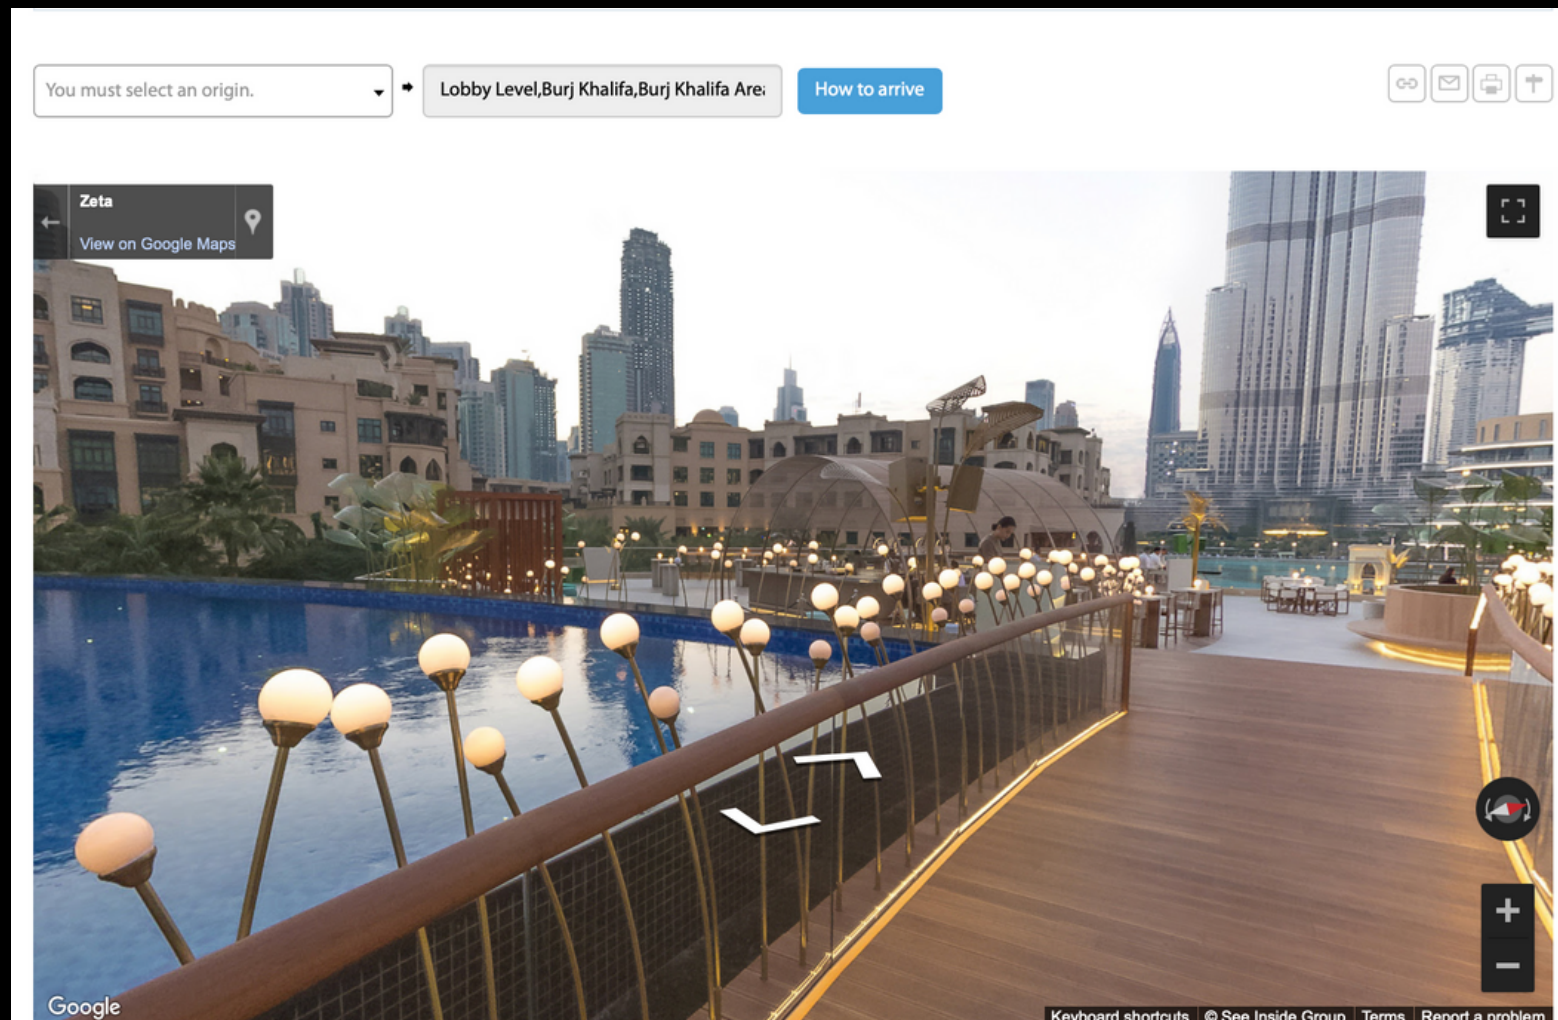 You must select an origin.
Lobby Level,Burj Khalifa,Burj Khalifa Area
How to arrive
Zeta
View on Google Maps
Google
Keyboard shortcuts
© See Inside Group
Terms
Report a problem